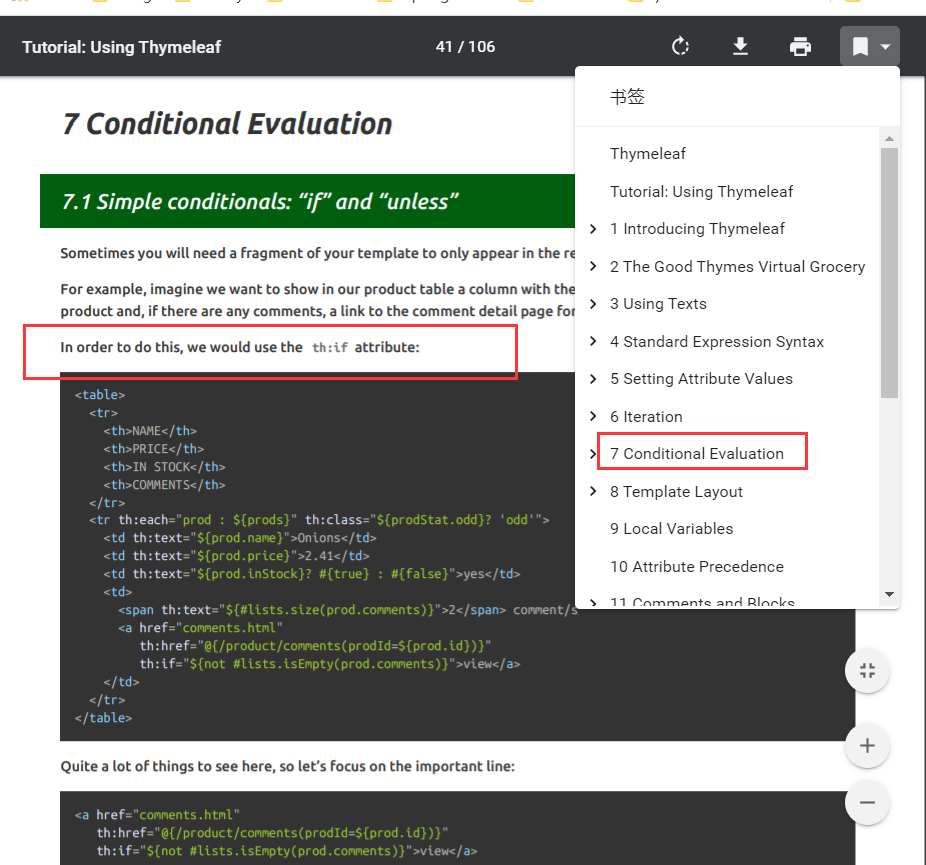 Tutorial: Using Thymeleaf
41 / 106
书签
Thymeleaf
Tutorial: Using Thymeleaf
1 Introducing Thymeleaf
2 The Good Thymes Virtual Grocery
3 Using Texts
4 Standard Expression Syntax
5 Setting Attribute Values
6 Iteration
7 Conditional Evaluation
8 Template Layout
9 Local Variables
10 Attribute Precedence
11 Comments and Blocks
7 Conditional Evaluation
7.1 Simple conditionals: “if” and “unless”
Sometimes you will need a fragment of your template to only appear in the
For example, imagine we want to show in our product table a column with the
product and, if there are any comments, a link to the comment detail page for
In order to do this, we would use the th:if attribute:
<table>
  <tr>
    <th>NAME</th>
    <th>PRICE</th>
    <th>IN STOCK</th>
    <th>COMMENTS</th>
  </tr>
  <tr th:each="prod : ${prods}" th:class="${prodStat.odd}? 'odd'">
    <td th:text="${prod.name}">Onions</td>
    <td th:text="${prod.price}">2.41</td>
    <td th:text="${prod.inStock}? #{true} : #{false}">yes</td>
    <td>
      <span th:text="${#lists.size(prod.comments)}">2</span> comment/s
      <a href="comments.html"
         th:href="@{/product/comments(prodId=${prod.id})}"
         th:if="${not #lists.isEmpty(prod.comments)}">view</a>
    </td>
  </tr>
</table>
Quite a lot of things to see here, so let’s focus on the important line:
<a href="comments.html"
   th:href="@{/product/comments(prodId=${prod.id})}"
   th:if="${not #lists.isEmpty(prod.comments)}">view</a>